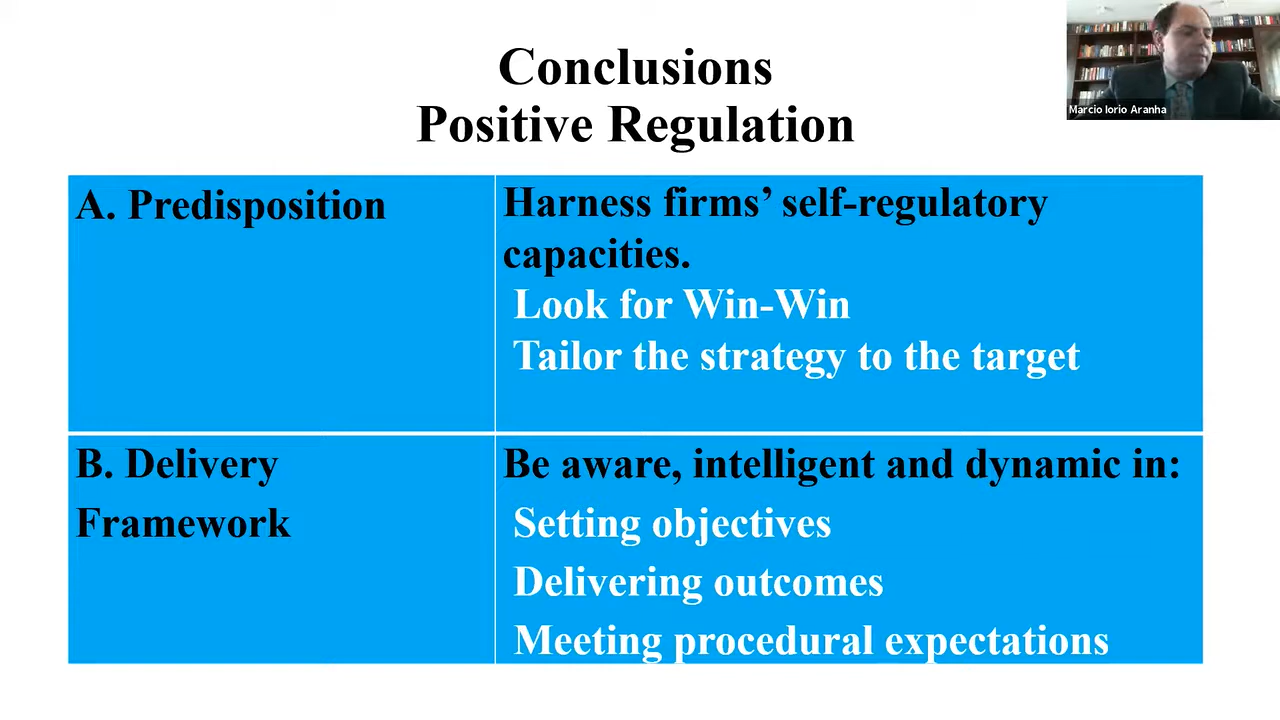 Conclusions
Positive Regulation
Marcio Iorio Aranha
A. Predisposition
Harness firms’ self-regulatory
capacities.
Look for Win-Win
Tailor the strategy to the target
B. Delivery
Framework
Be aware, intelligent and dynamic in:
Setting objectives
Delivering outcomes
Meeting procedural expectations